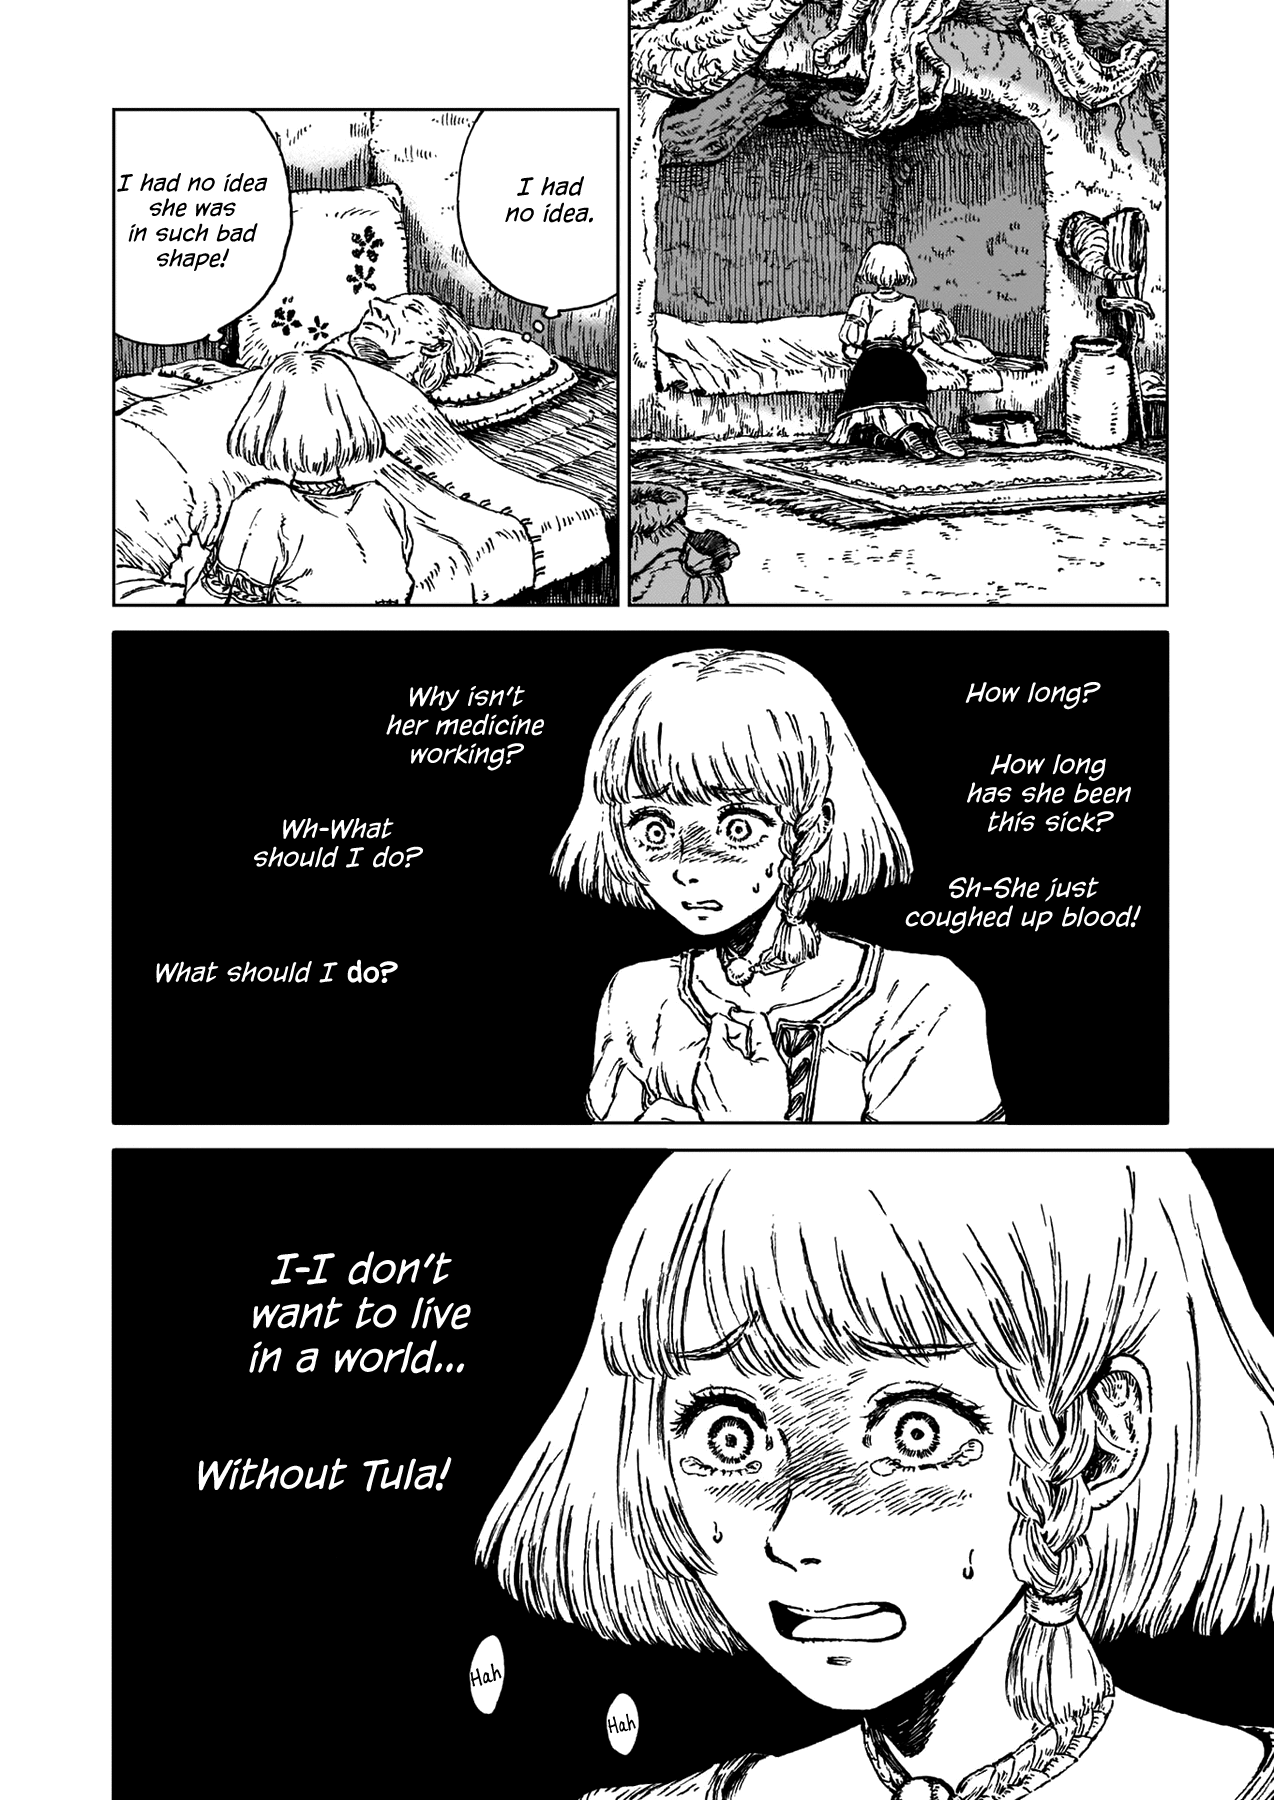 I had
no idea.
I had no idea
she was
in such bad
shape!
How long?
How long
has she been
this sick?
Sh-She just
coughed up blood!
Why isn't
her medicine
working?
Wh-What
should I do?
What should I do?
I-I don't
want to live
in a world...
Without Tula!
Hah
Hah